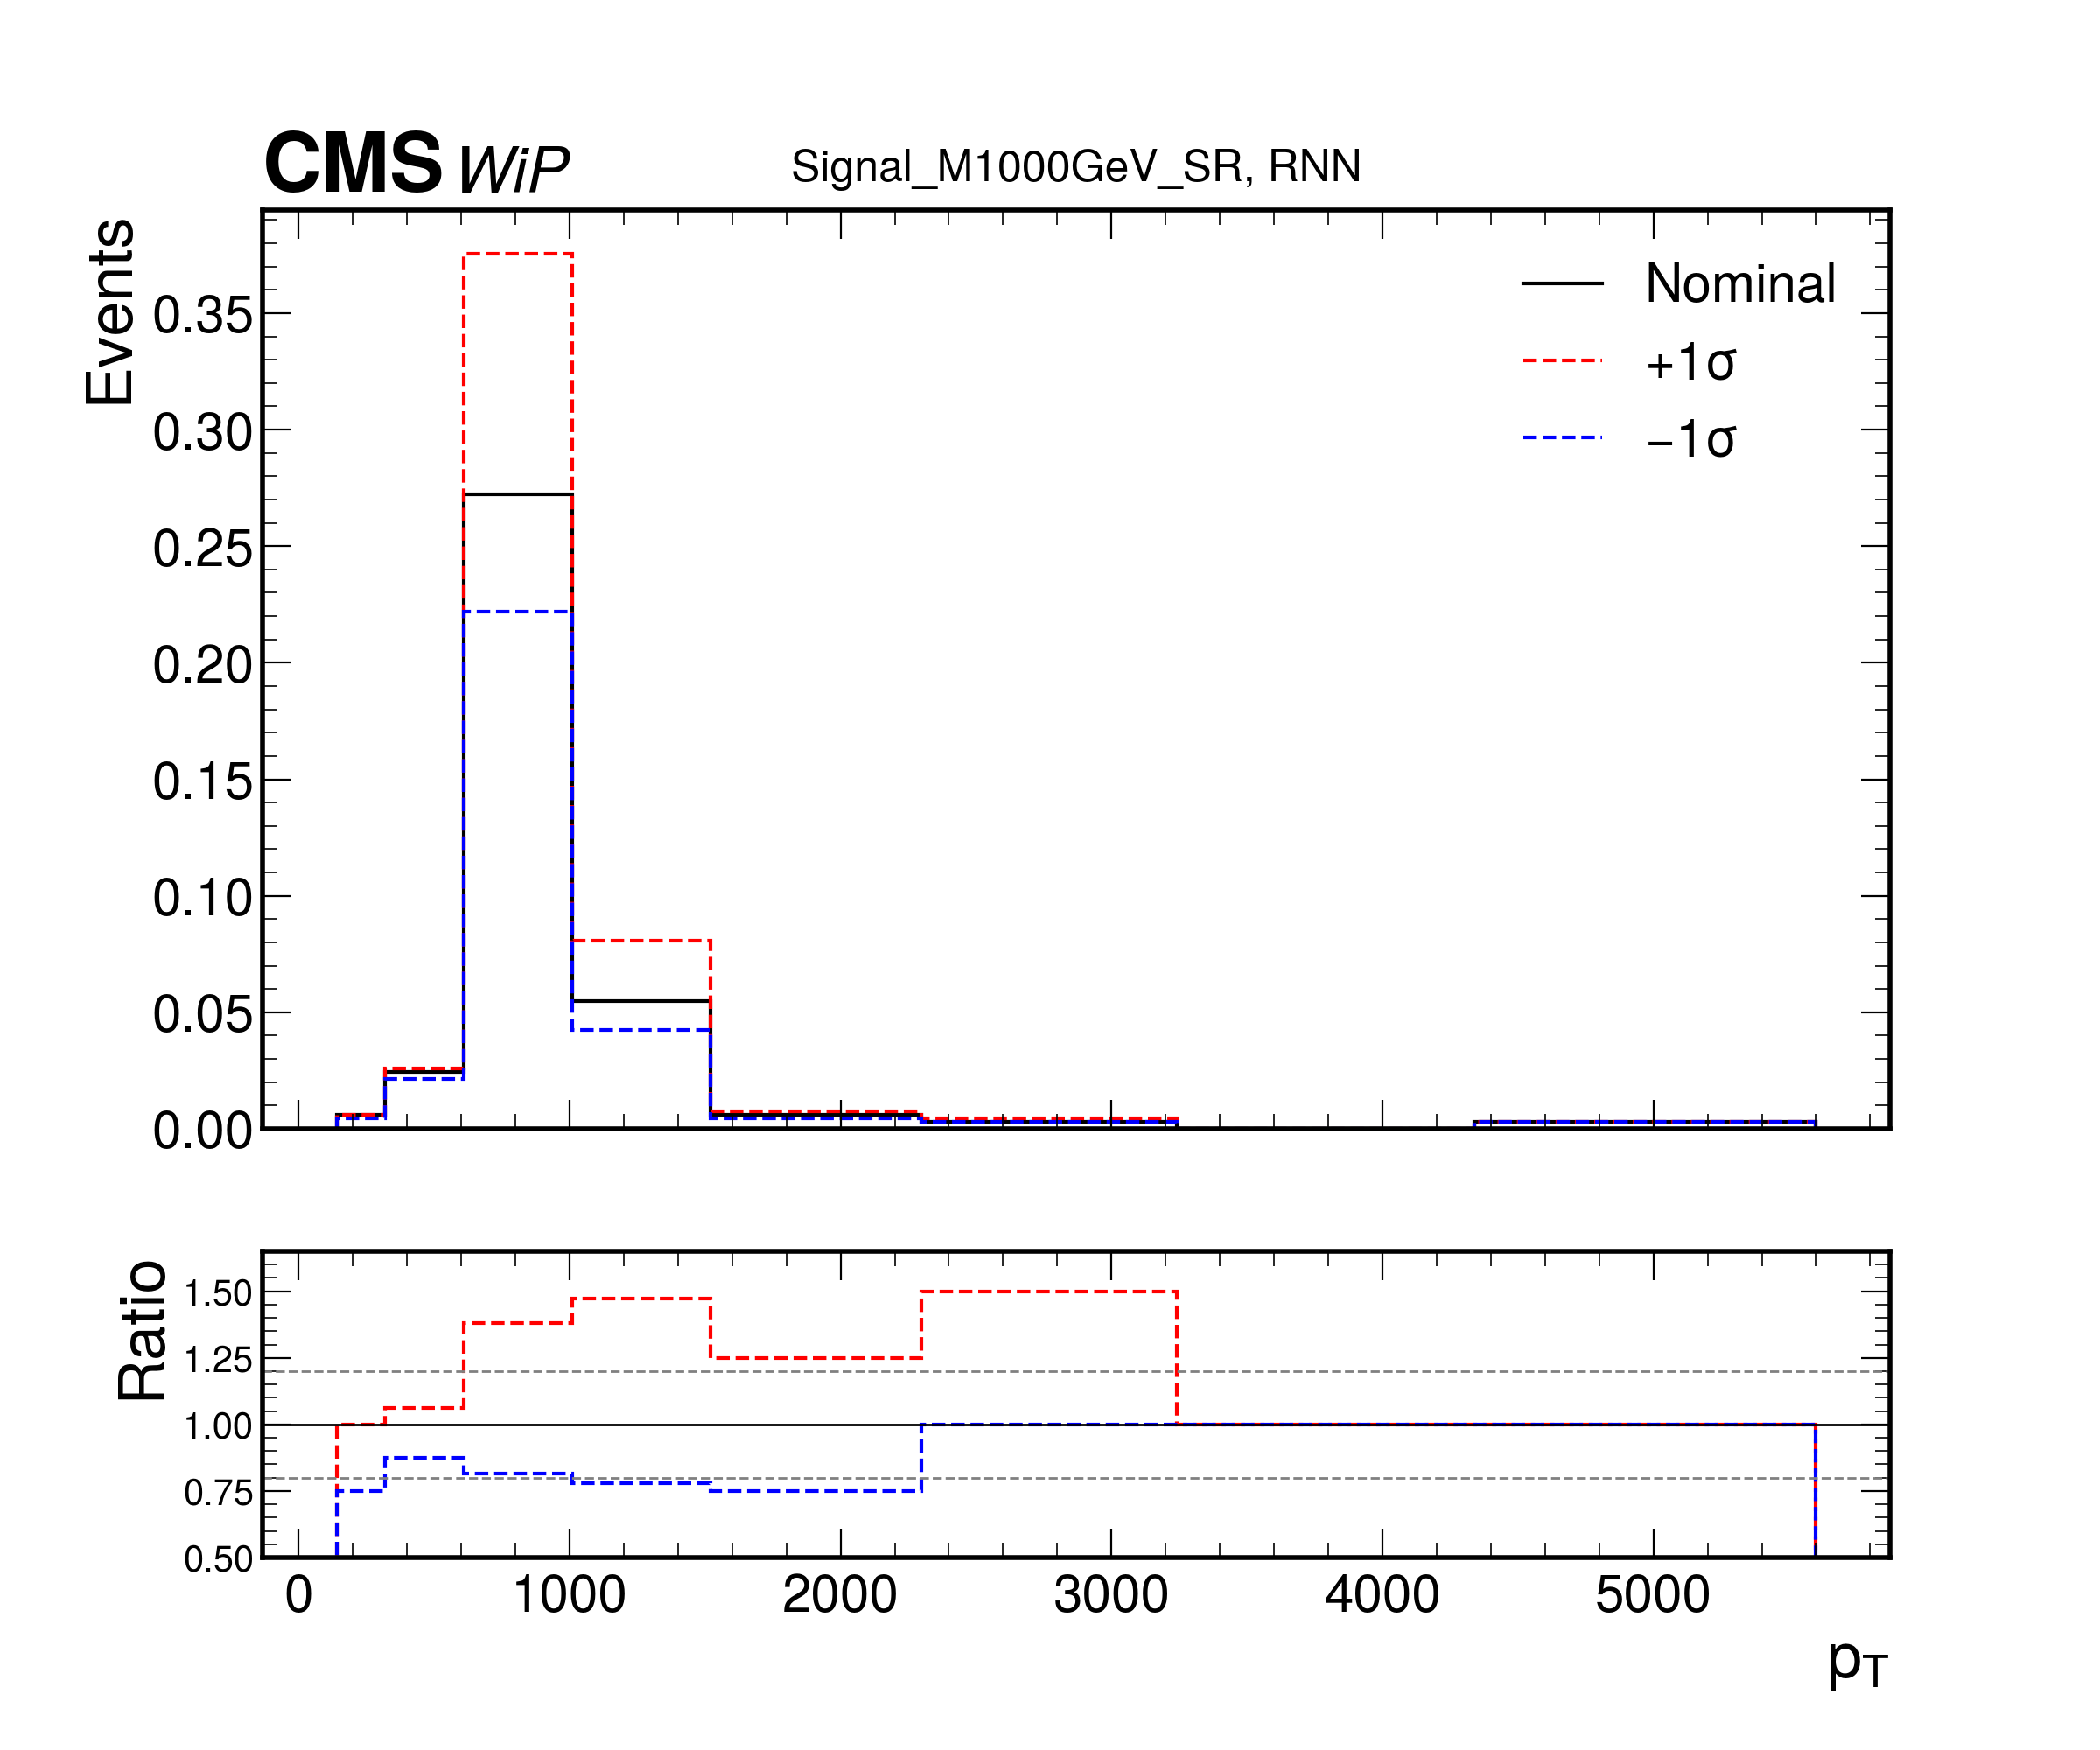 CMS WiP
Signal_M1000GeV_SR, RNN
Events
0.35
0.30
0.25
0.20
0.15
0.10
0.05
0.00
Nominal
+1σ
−1σ
Ratio
1.50
1.25
1.00
0.75
0.50
0 1000 2000 3000 4000 5000
pT